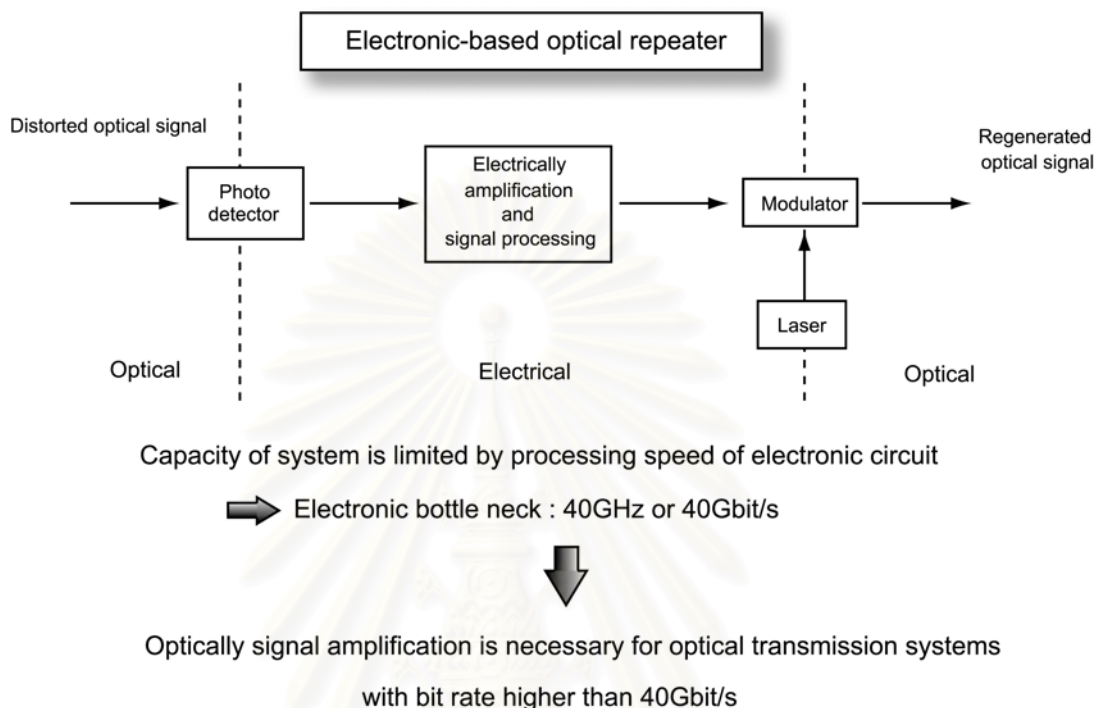 Electronic-based optical repeater
Distorted optical signal
Regenerated
optical signal
Photo
detector
Electrically
amplification
and
signal processing
Modulator
Laser
Optical
Electrical
Optical
Capacity of system is limited by processing speed of electronic circuit
Electronic bottle neck : 40GHz or 40Gbit/s
Optically signal amplification is necessary for optical transmission systems
with bit rate higher than 40Gbit/s